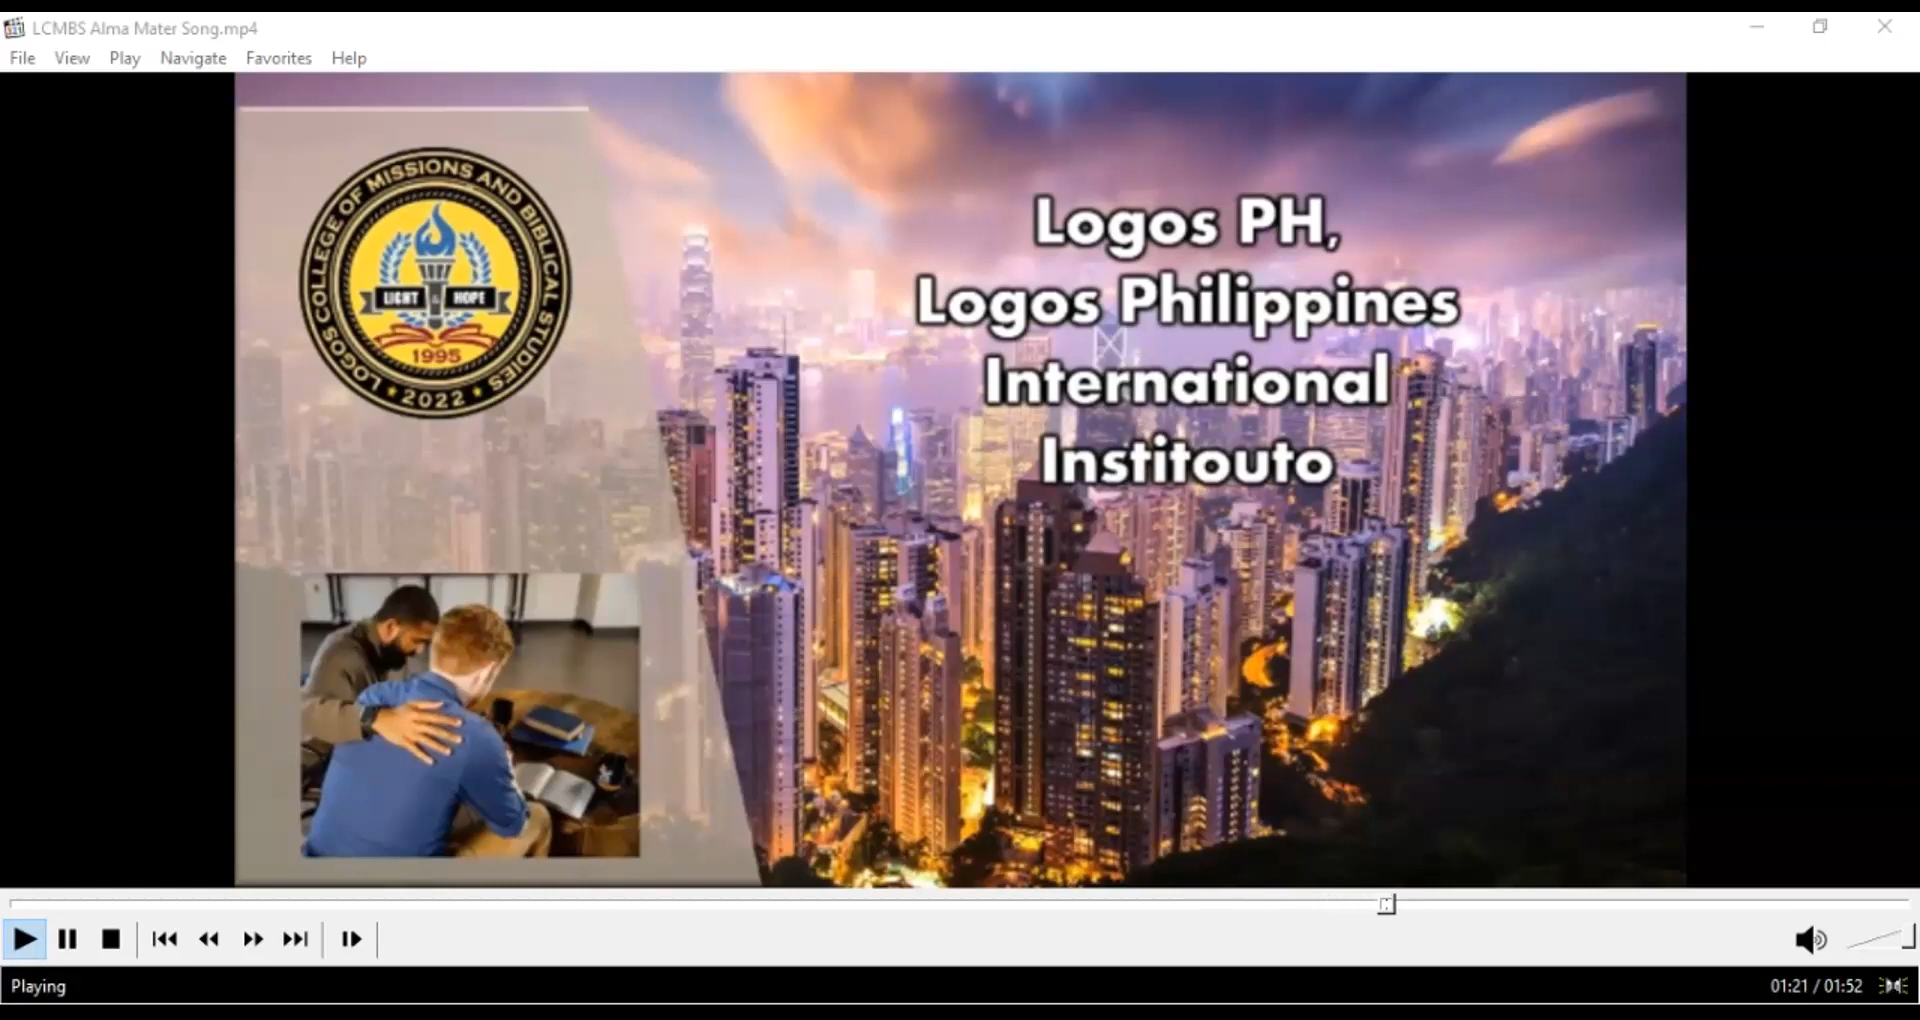 LCMBS Alma Mater Song.mp4
File View Play Navigate Favorites Help
LOGOS COLLEGE OF MISSIONS AND BIBLICAL STUDIES
LIGHT & HOPE
1995
2022
Logos PH,
Logos Philippines
International
Institouto
Playing
01:21 / 01:52